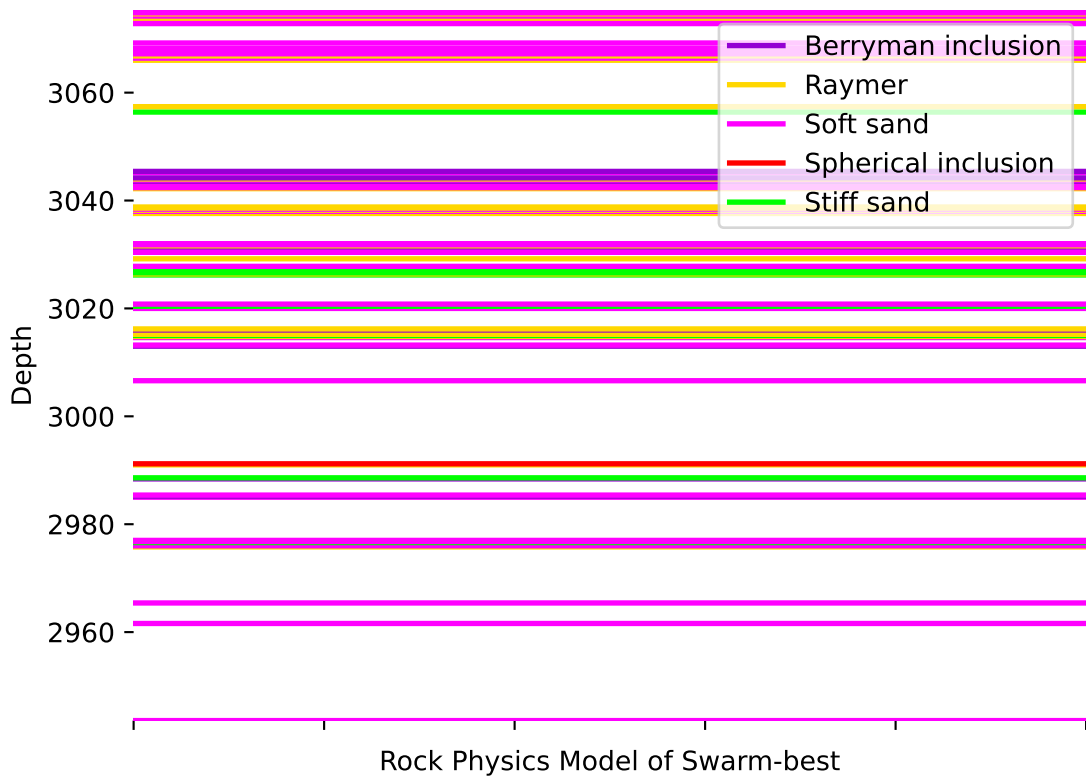 Berryman inclusion
Raymer
Soft sand
Spherical inclusion
Stiff sand
3060
3040
3020
3000
2980
2960
Depth
Rock Physics Model of Swarm-best